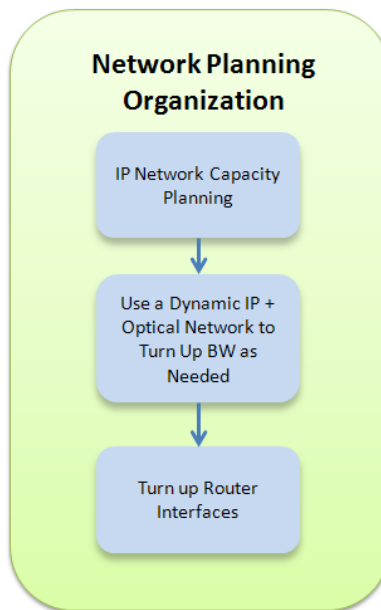 Network Planning
Organization
IP Network Capacity
Planning
Use a Dynamic IP +
Optical Network to
Turn Up BW as
Needed
Turn up Router
Interfaces